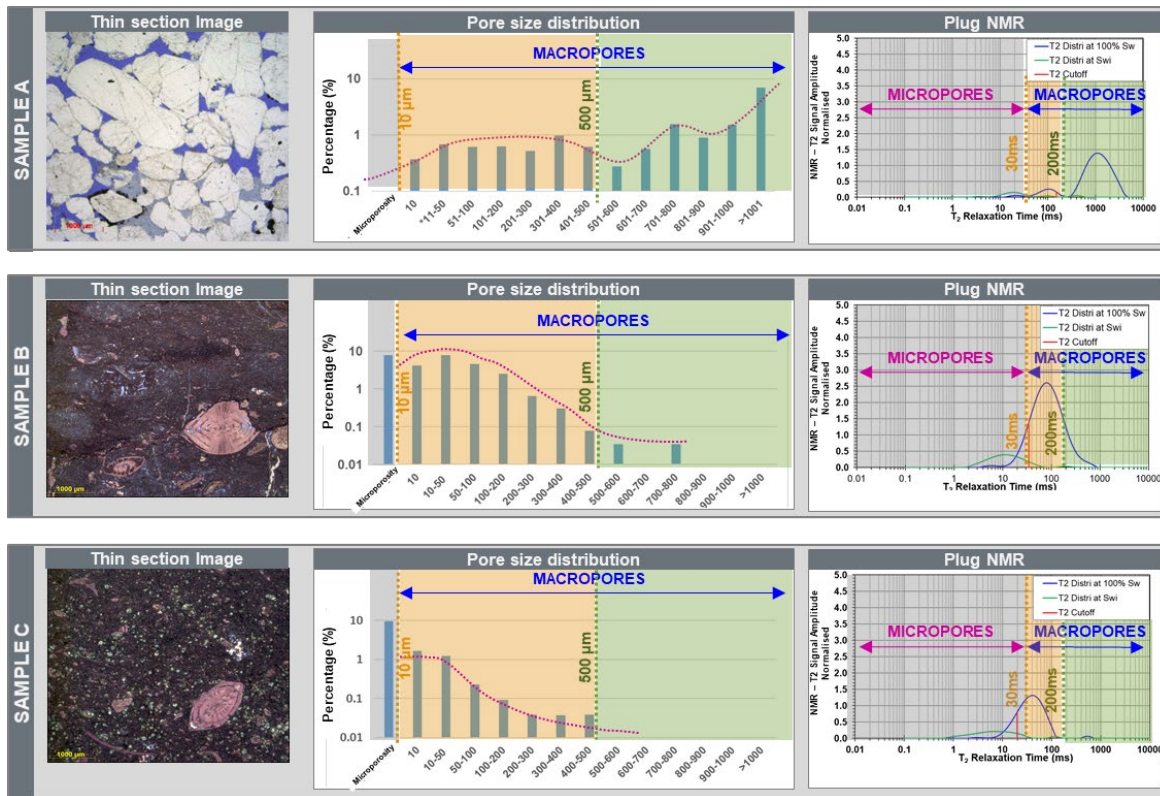 SAMPLE A
Thin section Image
1000 µm
Pore size distribution
MACROPORES
Percentage (%)
10
1
0.1
10 µm
500 µm
Microporosity
10
*11-50
51-100
101-200
201-300
301-400
401-500
501-600
601-700
701-800
801-900
901-1000
>1001
Plug NMR
NMR – T2 Signal Amplitude
Normalised
5.0
4.5
4.0
3.5
3.0
2.5
2.0
1.5
1.0
0.5
0.0
T2 Distri at 100% Sw
T2 Distri at Swi
T2 Cutoff
MICROPORES
MACROPORES
30ms
200ms
0.01
0.1
1
10
100
1000
10000
T2 Relaxation Time (ms)
SAMPLE B
Thin section Image
1000 µm
Pore size distribution
MACROPORES
Percentage (%)
10
1
0.1
0.01
10 µm
500 µm
Microporosity
10
10-50
50-100
100-200
200-300
300-400
400-500
500-600
600-700
700-800
800-900
900-1000
>1000
Plug NMR
NMR – T2 Signal Amplitude
Normalised
5.0
4.5
4.0
3.5
3.0
2.5
2.0
1.5
1.0
0.5
0.0
T2 Distri at 100% Sw
T2 Distri at Swi
T2 Cutoff
MICROPORES
MACROPORES
30ms
200ms
0.01
0.1
1
10
100
1000
10000
Relaxation Time (ms)
SAMPLE C
Thin section Image
1000 µm
Pore size distribution
MACROPORES
Percentage (%)
10
1
0.1
0.01
10 µm
500 µm
Microporosity
10
10-50
50-100
100-200
200-300
300-400
400-500
500-600
600-700
700-800
800-900
900-1000
>1000
Plug NMR
NMR – T2 Signal Amplitude
Normalised
5.0
4.5
4.0
3.5
3.0
2.5
2.0
1.5
1.0
0.5
0.0
T2 Distri at 100% Sw
T2 Distri at Swi
T2 Cutoff
MICROPORES
MACROPORES
30ms
200ms
0.01
0.1
1
10
100
1000
10000
T2 Relaxation Time (ms)